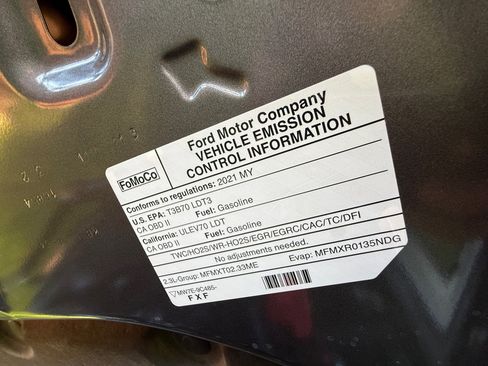 Ford Motor Company
VEHICLE EMISSION
CONTROL INFORMATION
FoMoCo
Conforms to regulations: 2021 MY
U.S. EPA: T3B70 LDT3
CA OBD II Fuel: Gasoline
California: ULEV70 LDT
CA OBD II Fuel: Gasoline
TWC/HO2S/WR-HO2S/EGR/EGRC/CAC/TC/DFI
No adjustments needed.
2.3L-Group: MFMXT02.33ME Evap: MFMXR0135NDG
MW7E-9C485-
FXF